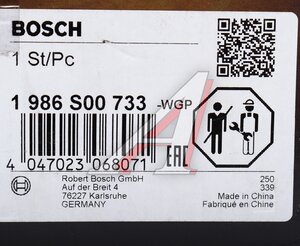 BOSCH
1 St/Pc
1 986 S00 733 -WGP
4 047023 068071
EAC
Robert Bosch GmbH
Auf der Breit 4
76227 Karlsruhe
GERMANY
250
339
Made in China
Fabriqué en Chine